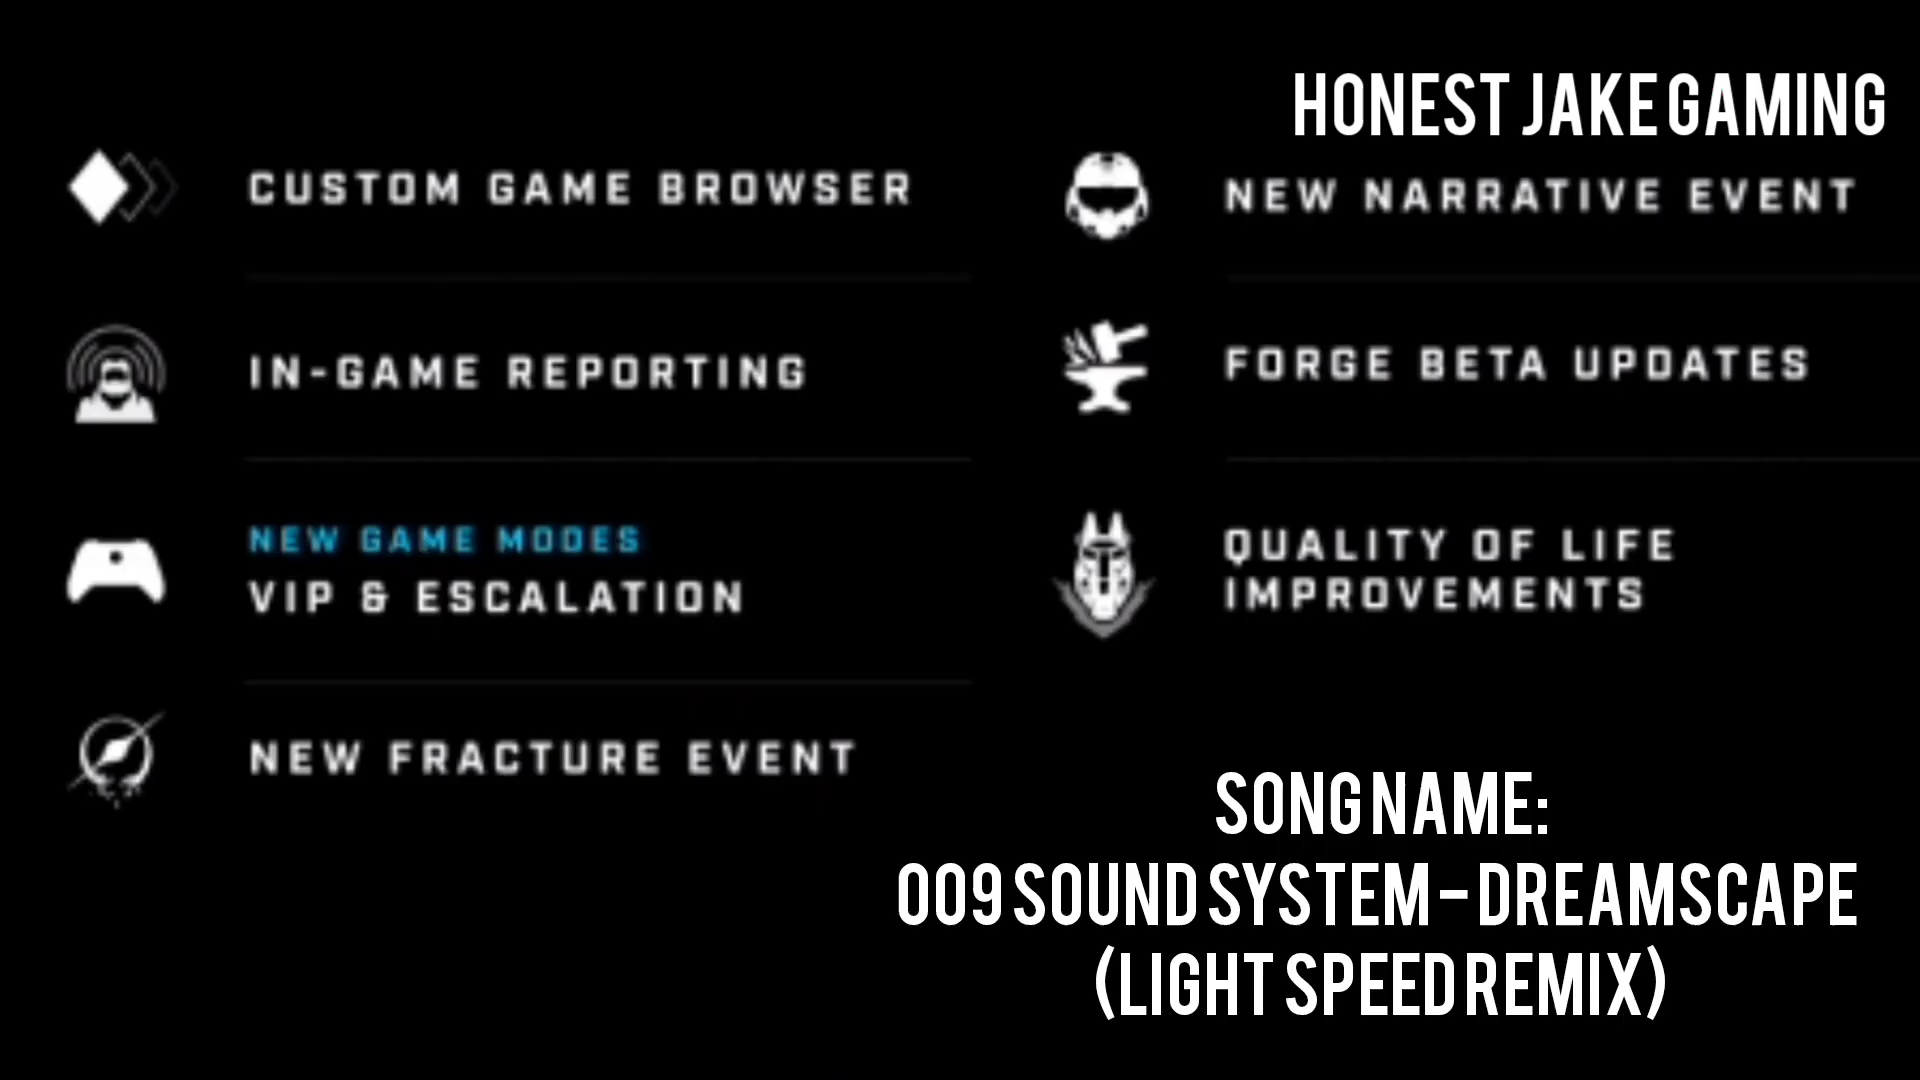 HONEST JAKE GAMING
CUSTOM GAME BROWSER
IN-GAME REPORTING
NEW GAME MODES
VIP & ESCALATION
NEW FRACTURE EVENT
NEW NARRATIVE EVENT
FORGE BETA UPDATES
QUALITY OF LIFE
IMPROVEMENTS
SONG NAME:
009 SOUND SYSTEM - DREAMSCAPE
(LIGHT SPEED REMIX)